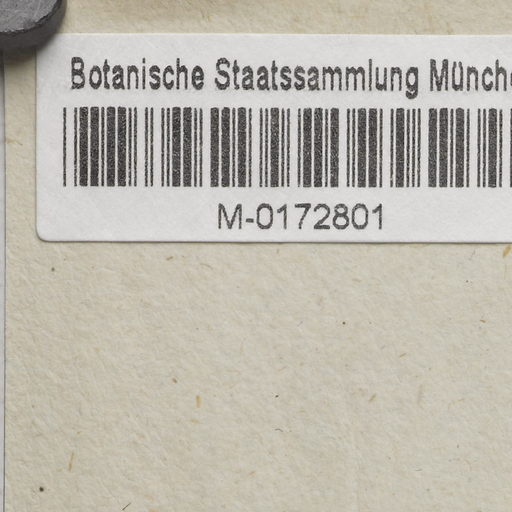 Botanische Staatssammlung Münch
M-0172801